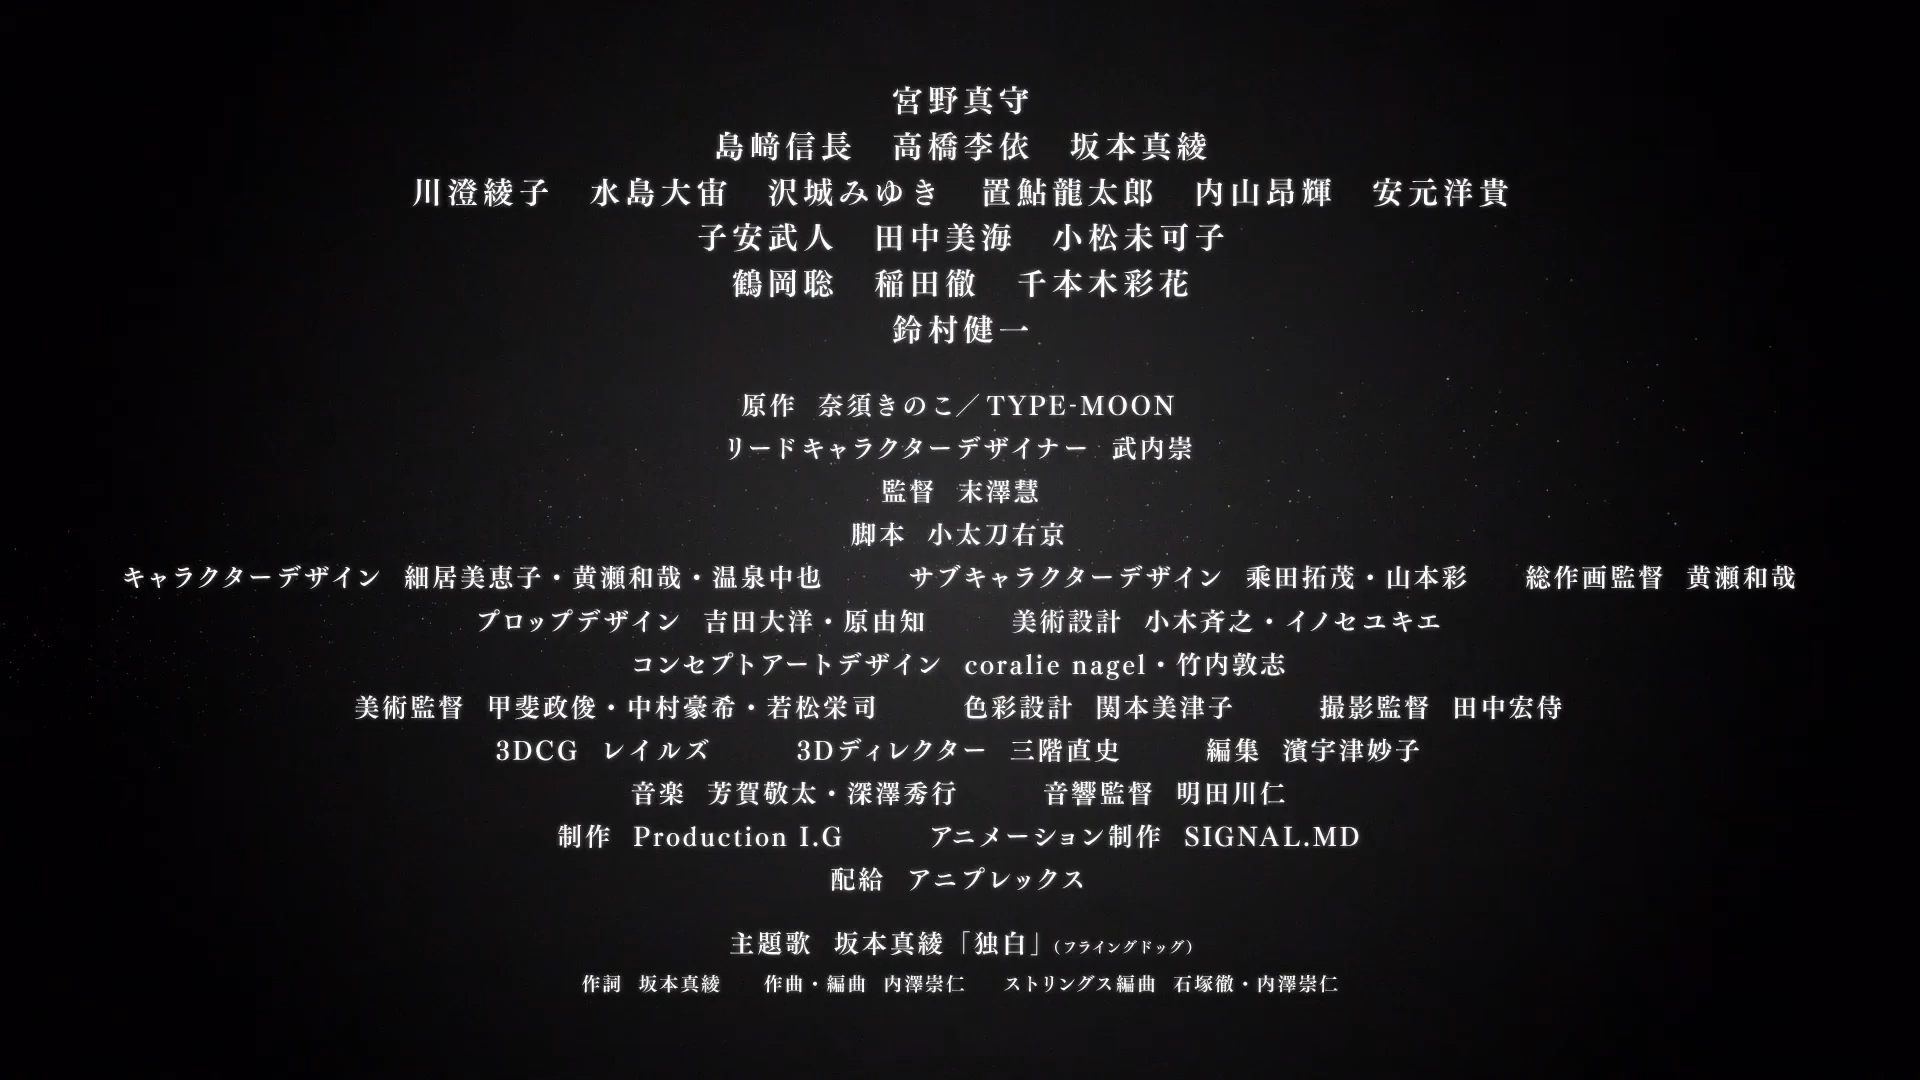 宮野真守
島﨑信長　高橋李依　坂本真綾
川澄綾子　水島大宙　沢城みゆき　置鮎龍太郎　内山昂輝　安元洋貴
子安武人　田中美海　小松未可子
鶴岡聡　稲田徹　千本木彩花
鈴村健一
原作　奈須きのこ／TYPE-MOON
リードキャラクターデザイナー　武内崇
監督　末澤慧
脚本　小太刀右京
キャラクターデザイン　細居美恵子・黄瀬和哉・温泉中也　　サブキャラクターデザイン　乘田拓茂・山本彩　　総作画監督　黄瀬和哉
プロップデザイン　吉田大洋・原由知　　美術設計　小木斉之・イノセユキエ
コンセプトアートデザイン　coralie nagel・竹内敦志
美術監督　甲斐政俊・中村豪希・若松栄司　　色彩設計　関本美津子　　撮影監督　田中宏侍
3DCG　レイルズ　　3Dディレクター　三階直史　　編集　濱宇津妙子
音楽　芳賀敬太・深澤秀行　　音響監督　明田川仁
制作　Production I.G　　アニメーション制作　SIGNAL.MD
配給　アニプレックス
主題歌　坂本真綾「独白」（フライングドッグ）
作詞　坂本真綾　　作曲・編曲　内澤崇仁　　ストリングス編曲　石塚徹・内澤崇仁